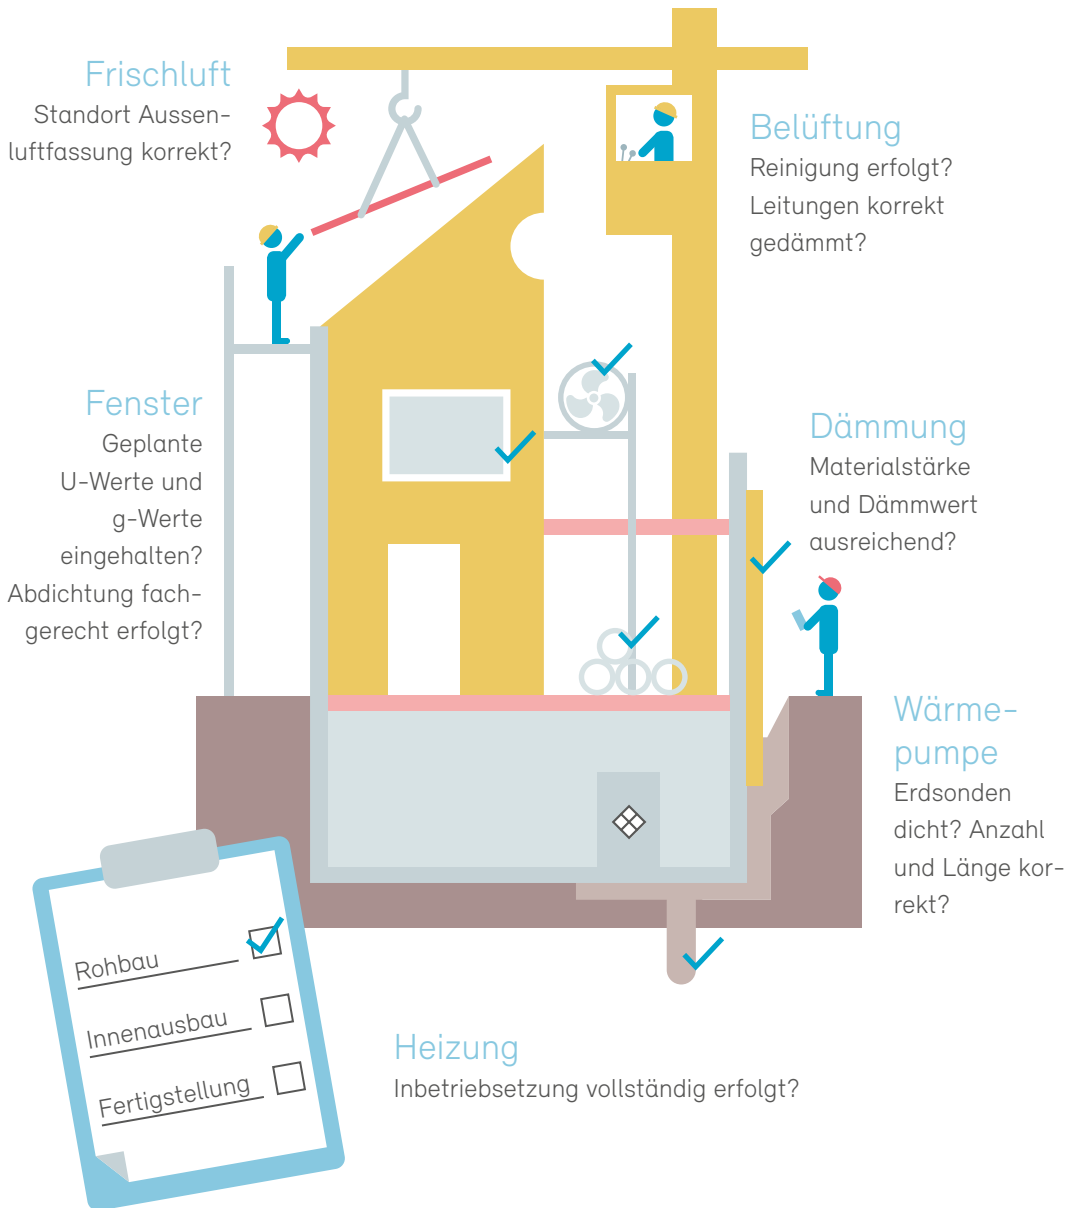 Frischluft
Standort Aussen-
luftfassung korrekt?
Belüftung
Reinigung erfolgt?
Leitungen korrekt
gedämmt?
Fenster
Geplante
U-Werte und
g-Werte
eingehalten?
Abdichtung fach-
gerecht erfolgt?
Dämmung
Materialstärke
und Dämmwert
ausreichend?
Wärme-
pumpe
Erdsonden
dicht? Anzahl
und Länge kor-
rekt?
Rohbau
Innenausbau
Fertigstellung
Heizung
Inbetriebsetzung vollständig erfolgt?